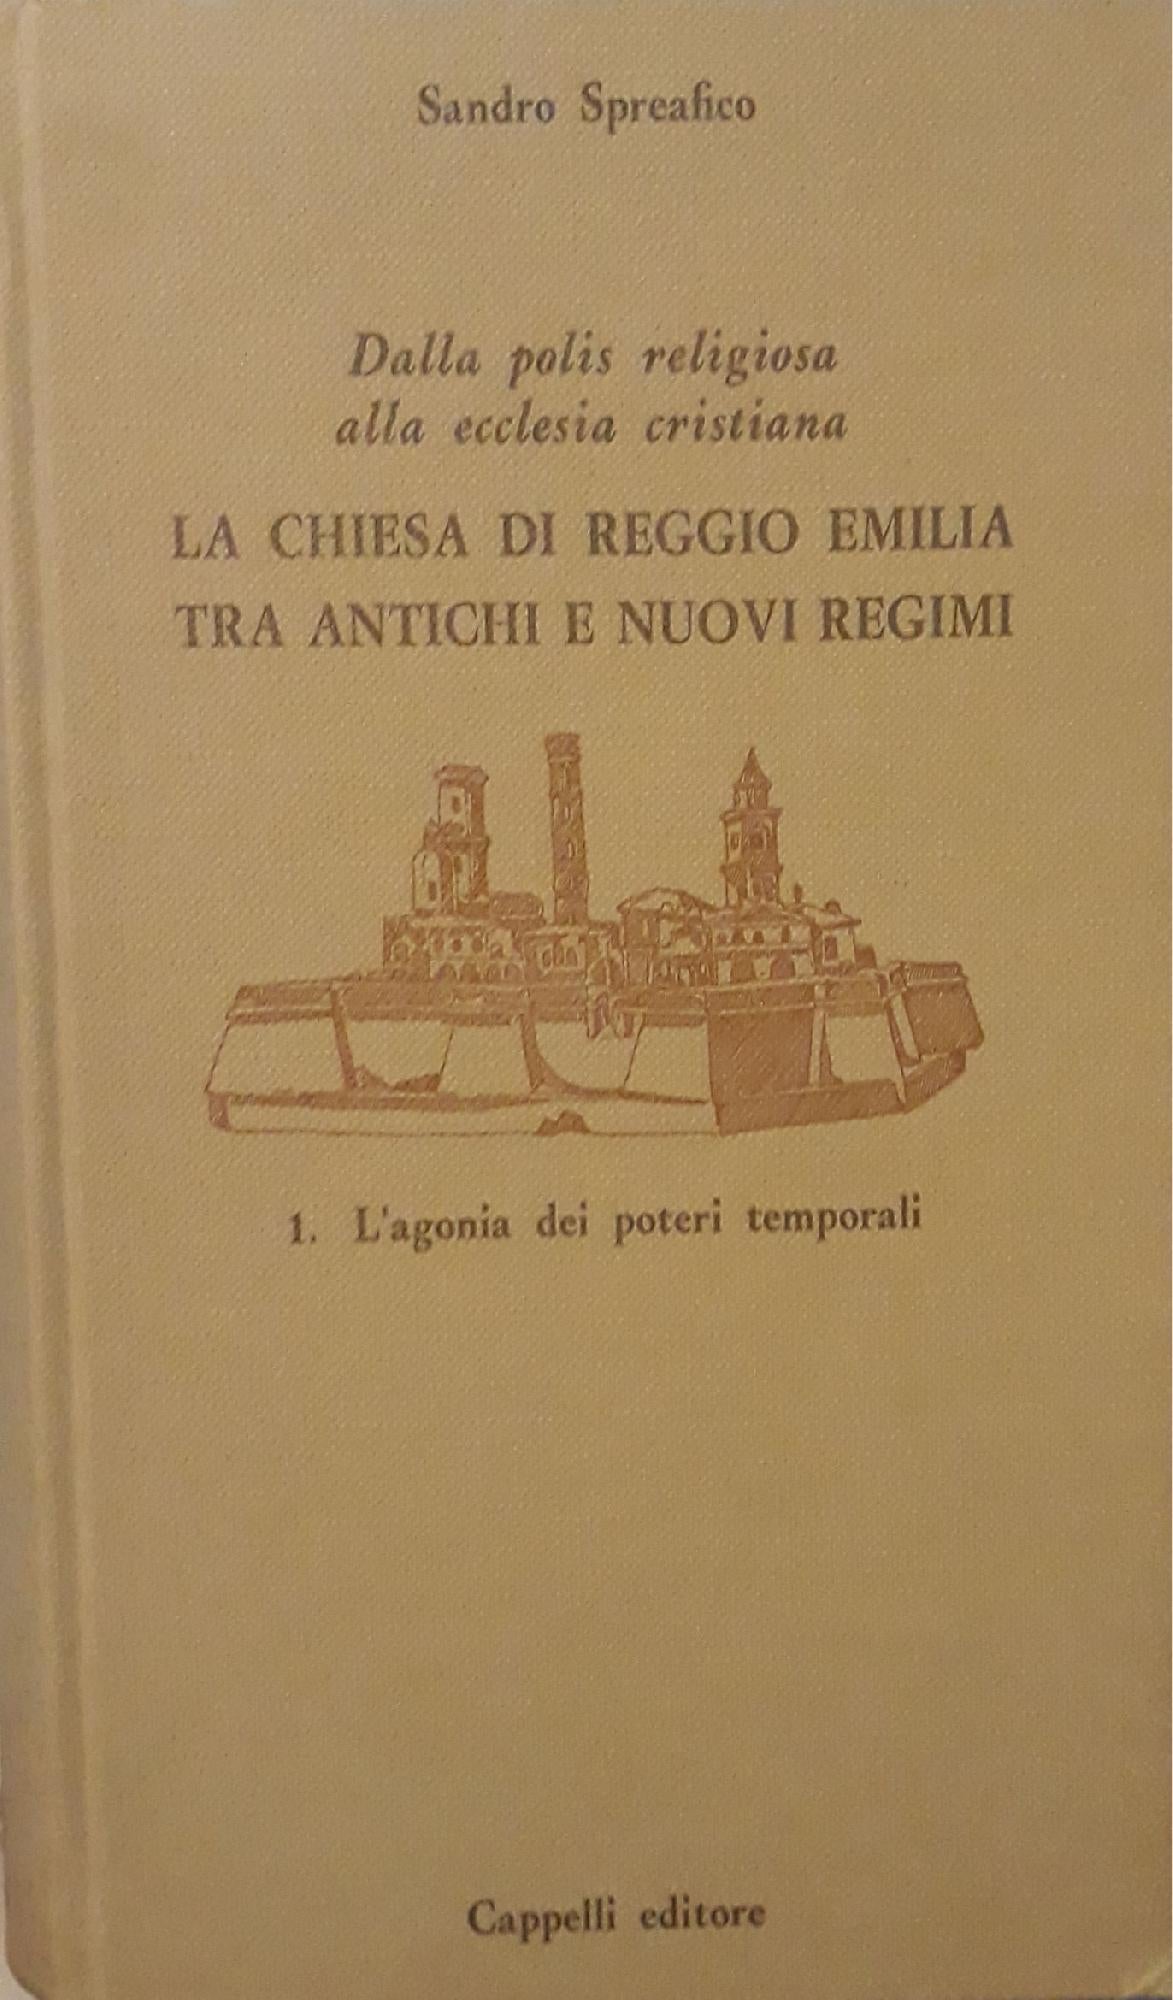 Sandro Spreafico
Dalla polis religiosa
alla ecclesia cristiana
LA CHIESA DI REGGIO EMILIA
TRA ANTICHI E NUOVI REGIMI
1. L'agonia dei poteri temporali
Cappelli editore